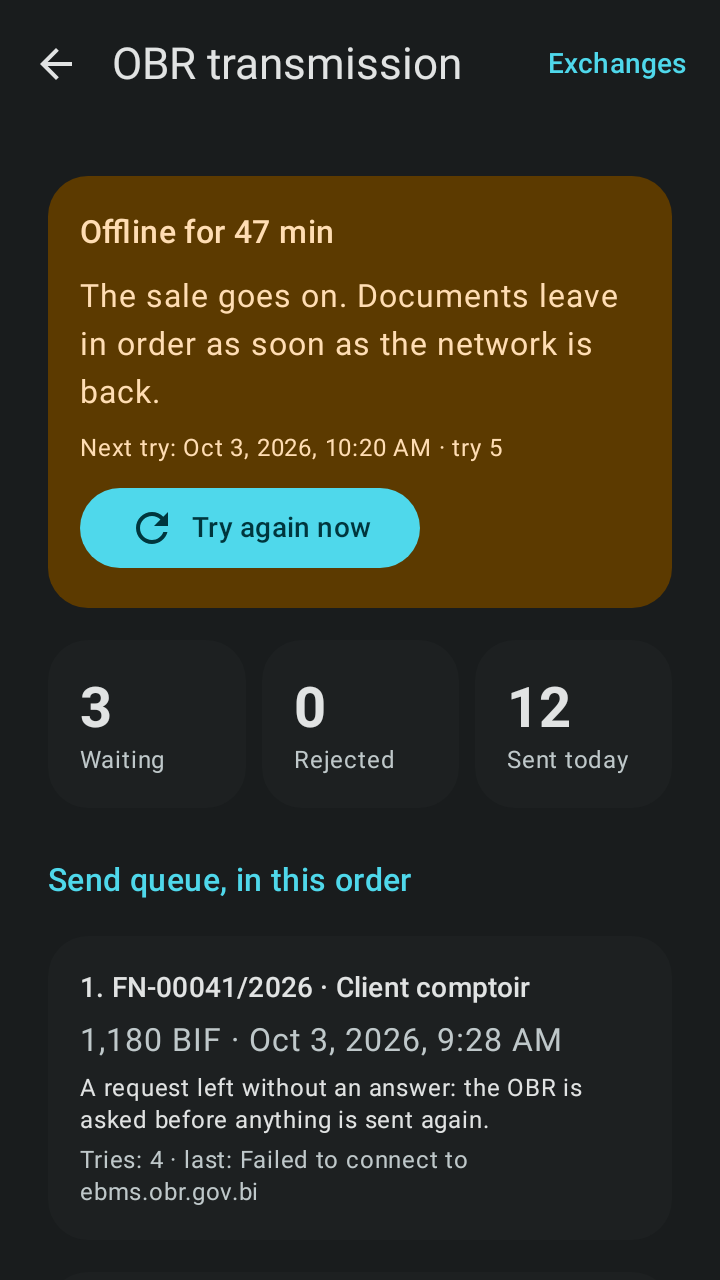 OBR transmission
Exchanges
Offline for 47 min
The sale goes on. Documents leave
in order as soon as the network is
back.
Next try: Oct 3, 2026, 10:20 AM · try 5
Try again now
3
Waiting
0
Rejected
12
Sent today
Send queue, in this order
1. FN-00041/2026 · Client comptoir
1,180 BIF · Oct 3, 2026, 9:28 AM
A request left without an answer: the OBR is
asked before anything is sent again.
Tries: 4 · last: Failed to connect to
ebms.obr.gov.bi